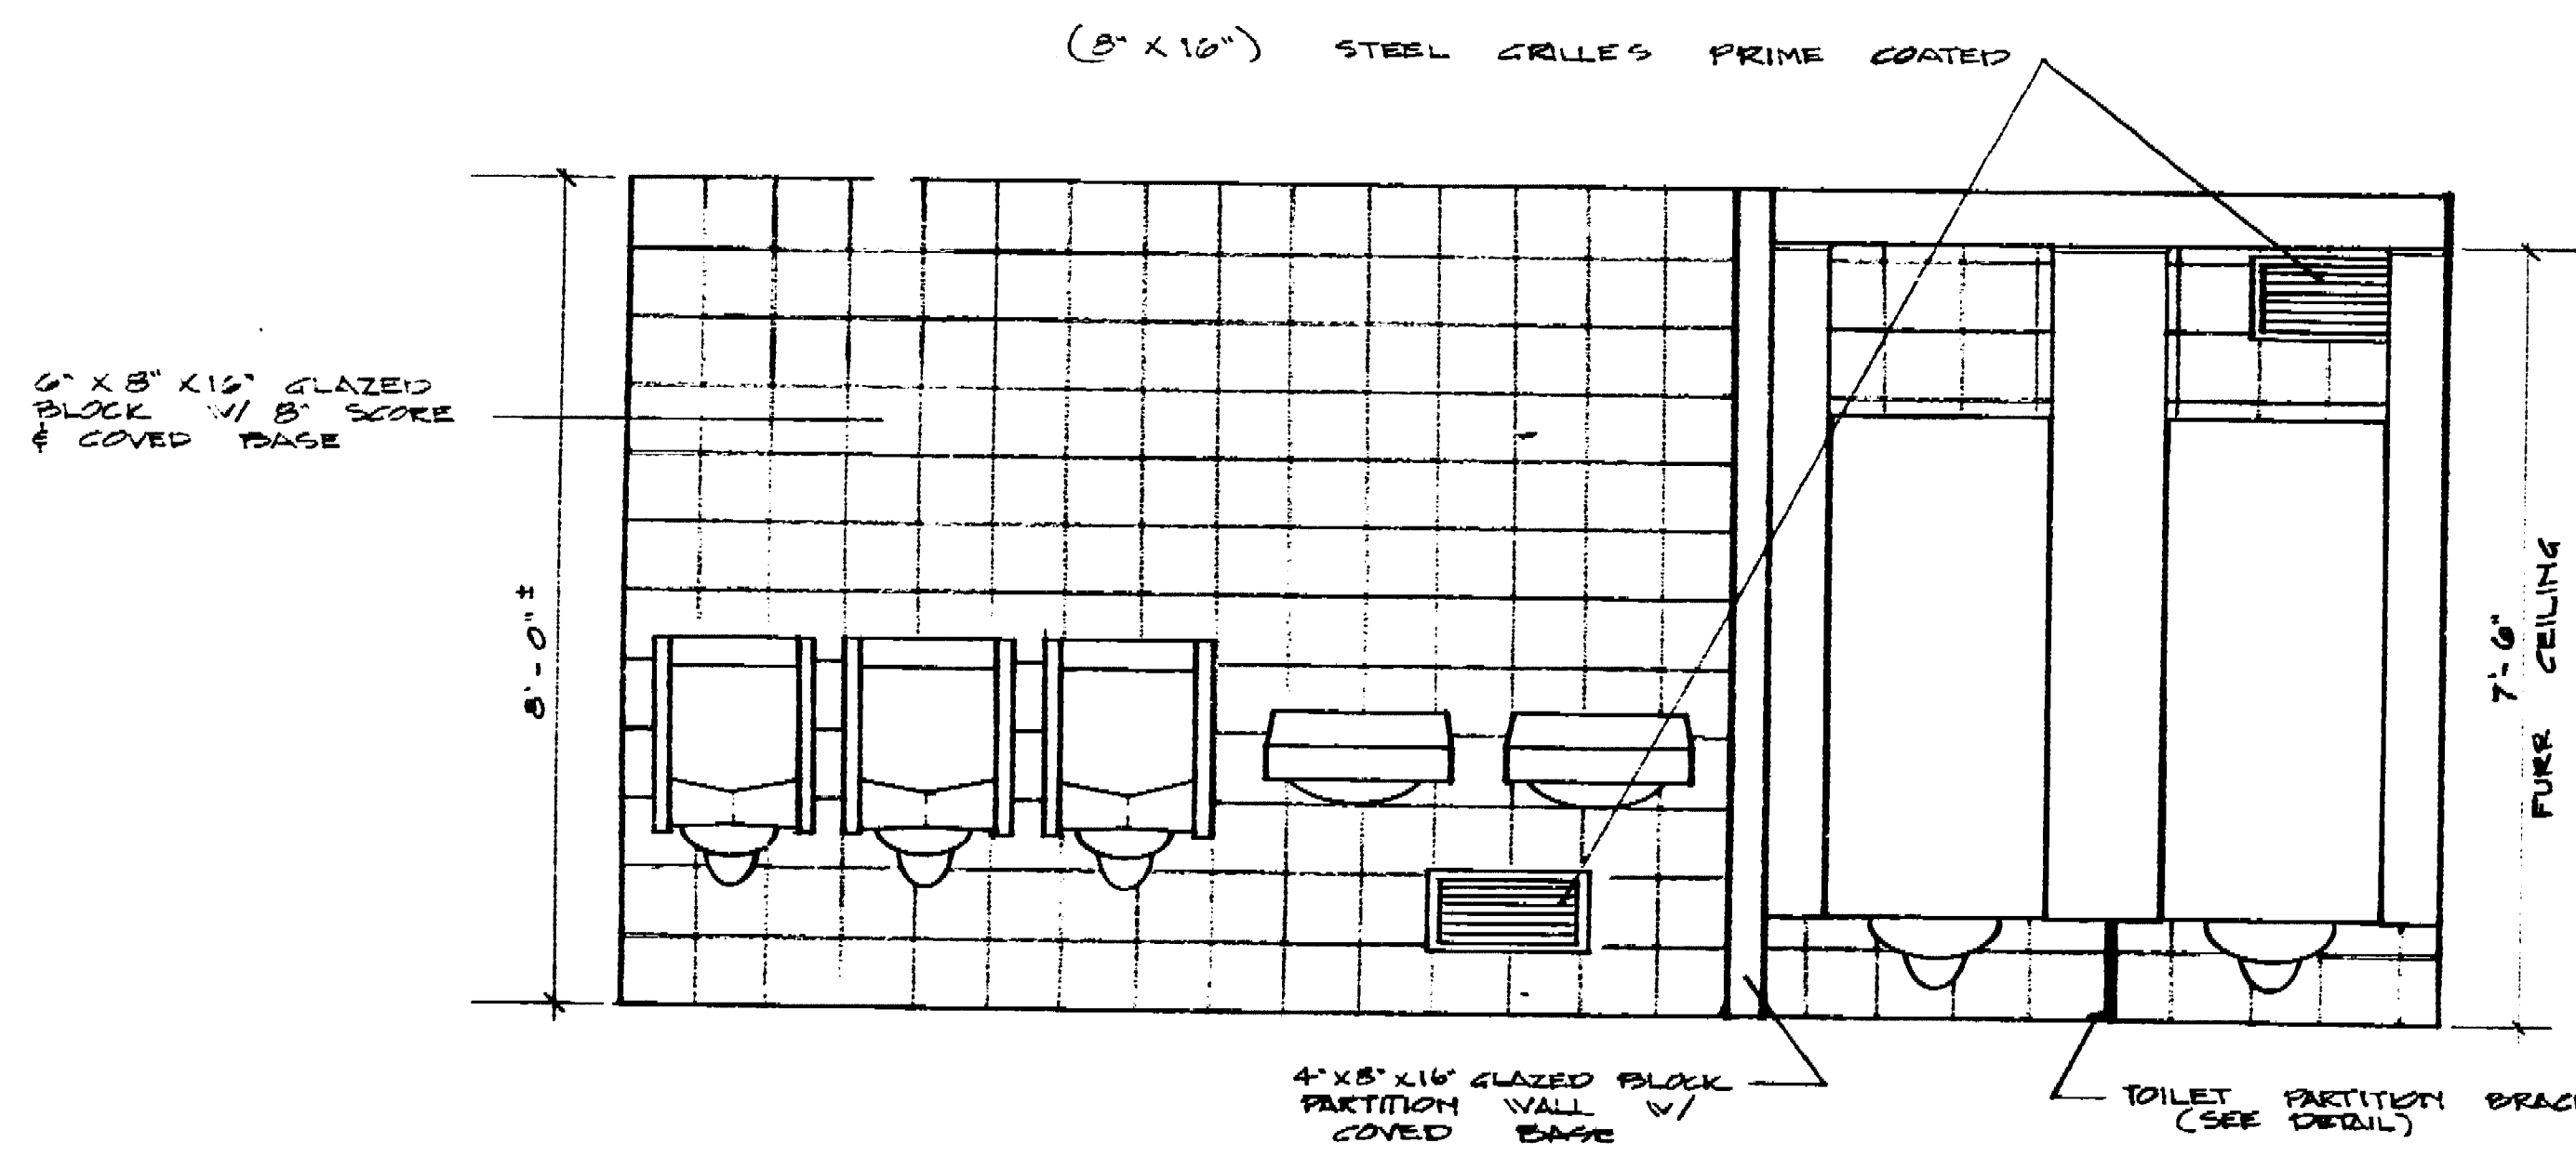 (8" X 16") STEEL GRILLES PRIME COATED
6" X 8" X 16" GLAZED
BLOCK W/ 8" SCORE
& COVED BASE
8'-0" ±
7'-6"
FURR CEILING
4" X 8" X 16" GLAZED BLOCK
PARTITION WALL W/
COVED BASE
TOILET PARTITION BRAC
(SEE DETAIL)